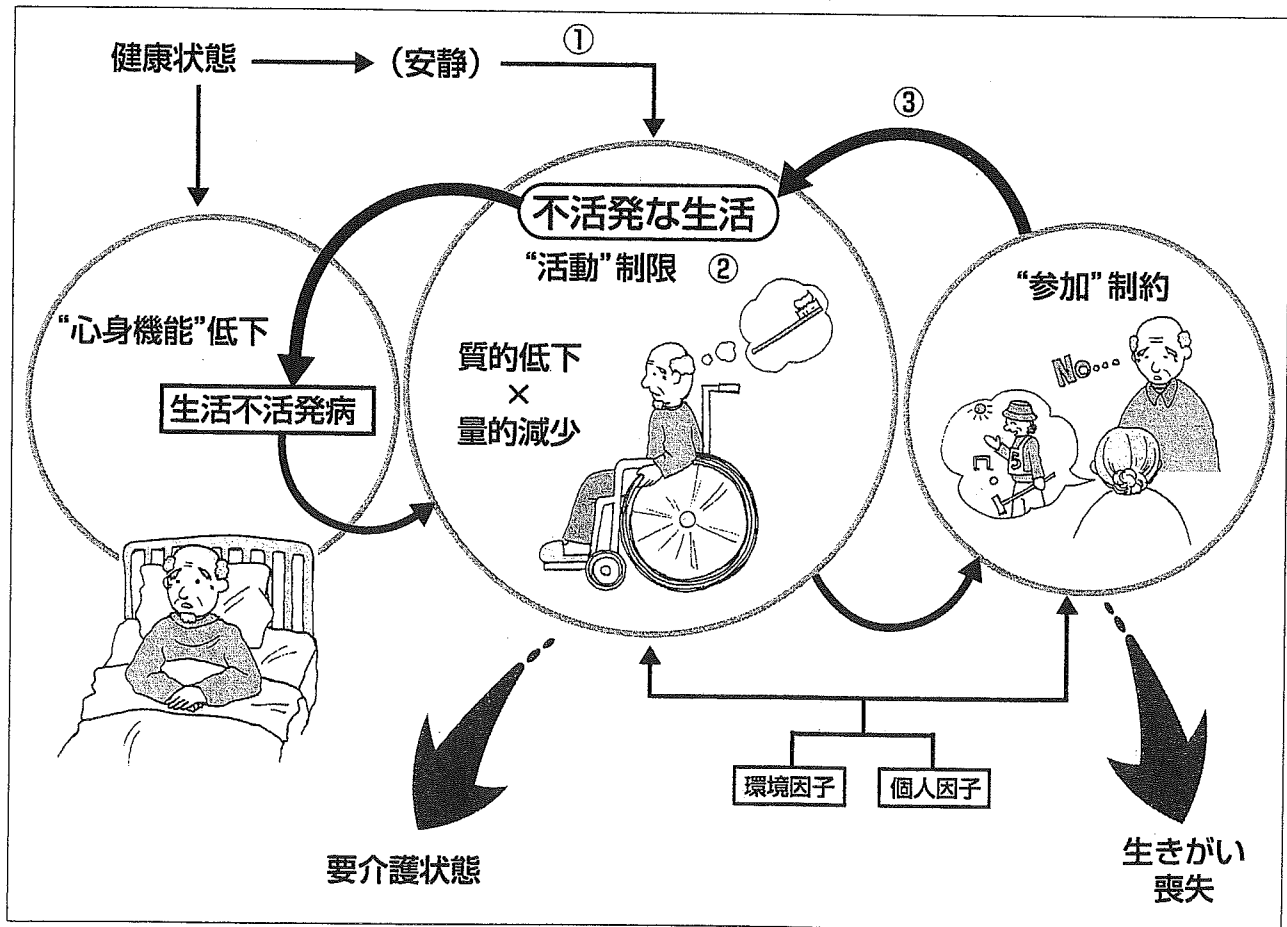 健康状態
(安静)
①
③
不活発な生活
“活動”制限 ②
“参加”制約
“心身機能”低下
質的低下
×
量的減少
No...
生活不活発病
5
環境因子
個人因子
要介護状態
生きがい
喪失